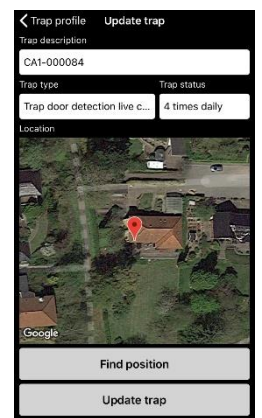 Trap profile Update trap
Trap description
CA1-000084
Trap type Trap status
Trap door detection live c... 4 times daily
Location
Google
Find position
Update trap